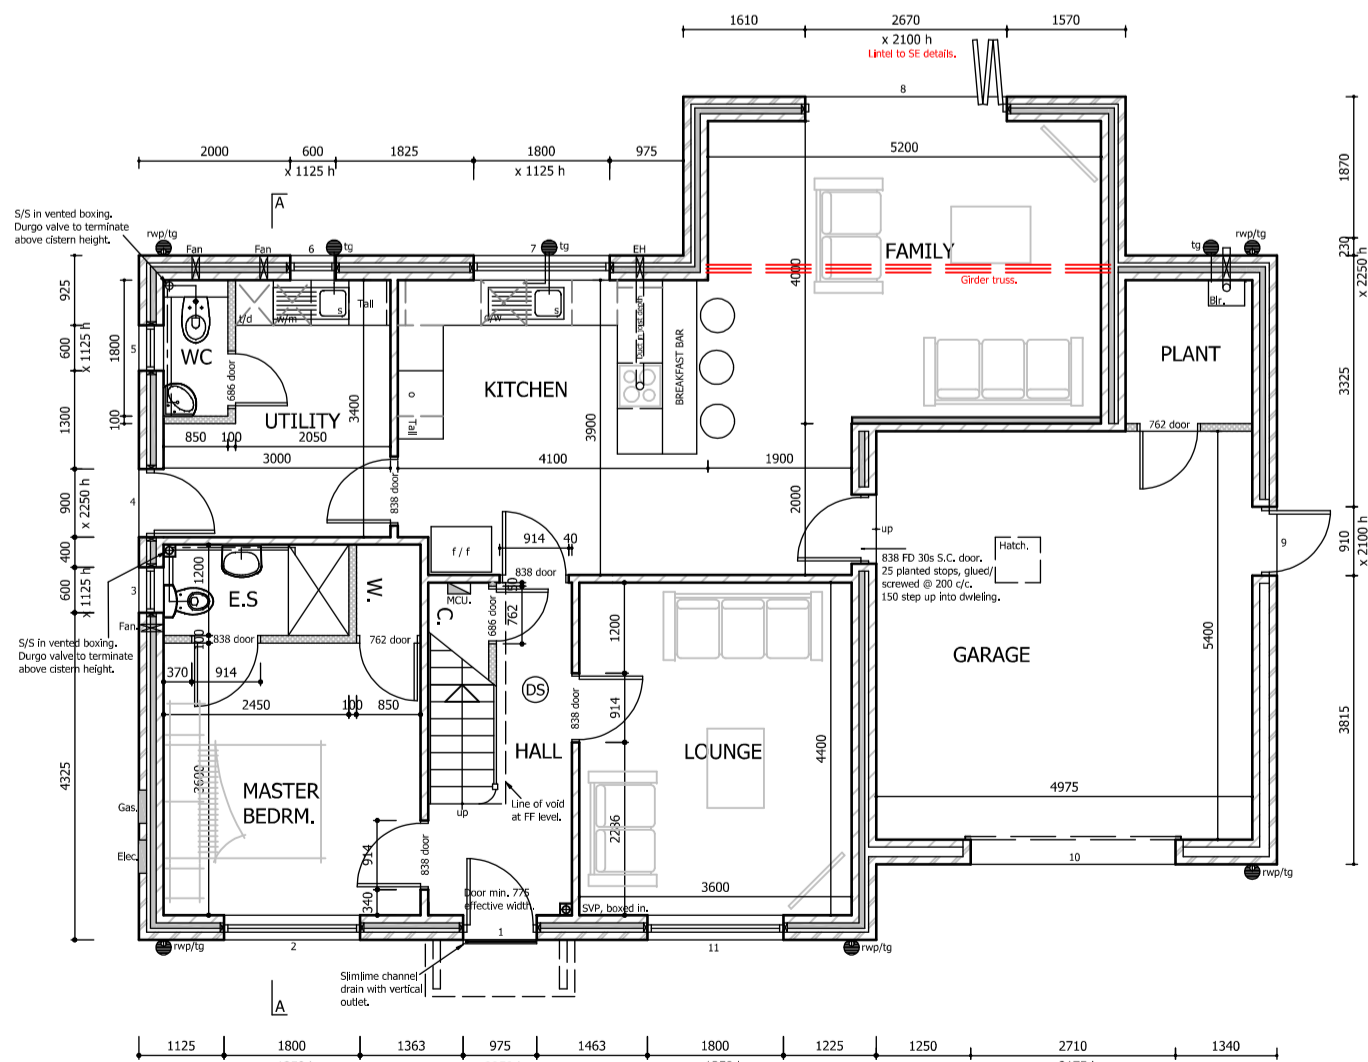 1610
2670
1570
x 2100 h
Lintel to SE details.
8
2000
600
1825
1800
975
x 1125 h
x 1125 h
5200
1870
A
S/S in vented boxing.
Durgo valve to terminate
above cistern height.
rwp/tg
Fan
Fan
6
tg
7
tg
EH
FAMILY
Girder truss.
4000
tg
rwp/tg
230
x 2250 h
925
600
x 1125 h
1300
900
x 2250 h
400
600
x 1125 h
4325
1800
100
5
WC
686 door
t/d
w/m
s
Tall
UTILITY
3400
850
100
2050
3000
4
838 door
d/w
s
KITCHEN
o
Tall
3900
4100
BREAKFAST BAR
1900
2000
Blr.
PLANT
762 door
3325
up
838 FD 30s S.C. door.
25 planted stops, glued/
screwed @ 200 c/c.
150 step up into dwleling.
Hatch.
9
910
x 2100 h
GARAGE
5400
4975
3815
10
rwp/tg
f / f
914
40
838 door
50
MCU.
C.
686 door
762
3
Fan.
1200
E.S
W.
100
838 door
762 door
S/S in vented boxing.
Durgo valve to terminate
above cistern height.
370
914
2450
100
850
2600
MASTER
BEDRM.
Gas.
Elec.
914
340
838 door
DS
HALL
up
Line of void
at FF level.
Door min. 775
effective width.
1200
914
838 door
LOUNGE
4400
2286
3600
SVP, boxed in.
rwp/tg
2
1
11
rwp/tg
Slimline channel
drain with vertical
outlet.
A
1125
1800
1363
975
1463
1800
1225
1250
2710
1340